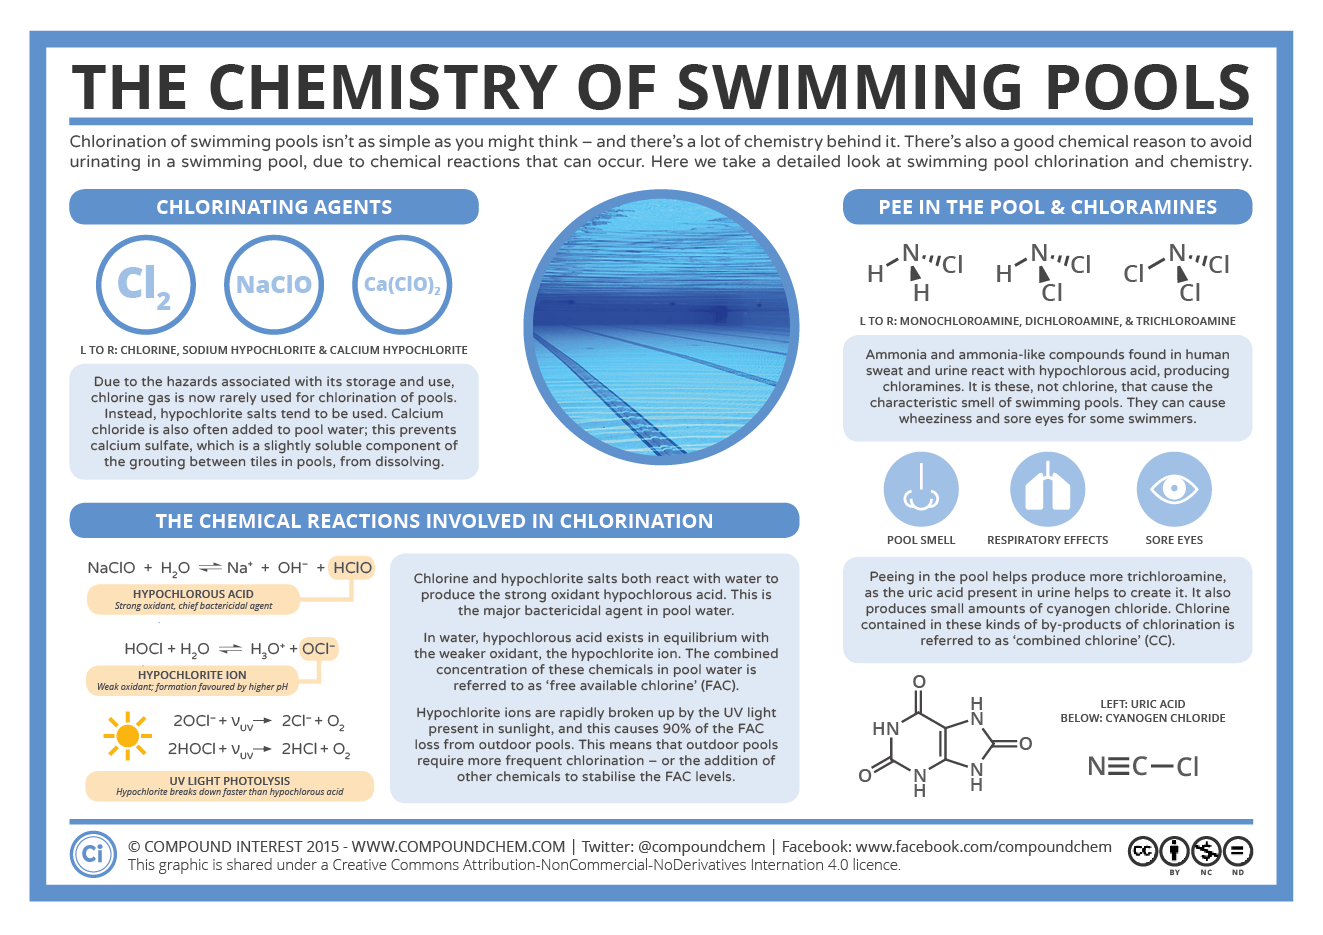 THE CHEMISTRY OF SWIMMING POOLS
Chlorination of swimming pools isn't as simple as you might think – and there's a lot of chemistry behind it. There's also a good chemical reason to avoid
urinating in a swimming pool, due to chemical reactions that can occur. Here we take a detailed look at swimming pool chlorination and chemistry.
CHLORINATING AGENTS
Cl₂ NaClO Ca(ClO)₂
L TO R: CHLORINE, SODIUM HYPOCHLORITE & CALCIUM HYPOCHLORITE
Due to the hazards associated with its storage and use,
chlorine gas is now rarely used for chlorination of pools.
Instead, hypochlorite salts tend to be used. Calcium
chloride is also often added to pool water; this prevents
calcium sulfate, which is a slightly soluble component of
the grouting between tiles in pools, from dissolving.
THE CHEMICAL REACTIONS INVOLVED IN CHLORINATION
NaClO + H₂O ⇌ Na⁺ + OH⁻ + HClO
HYPOCHLOROUS ACID
Strong oxidant, chief bactericidal agent
HOCl + H₂O ⇌ H₃O⁺ + OCl⁻
HYPOCHLORITE ION
Weak oxidant; formation favoured by higher pH
2OCl⁻ + νUV → 2Cl⁻ + O₂
2HOCl + νUV → 2HCl + O₂
UV LIGHT PHOTOLYSIS
Hypochlorite breaks down faster than hypochlorous acid
Chlorine and hypochlorite salts both react with water to
produce the strong oxidant hypochlorous acid. This is
the major bactericidal agent in pool water.
In water, hypochlorous acid exists in equilibrium with
the weaker oxidant, the hypochlorite ion. The combined
concentration of these chemicals in pool water is
referred to as 'free available chlorine' (FAC).
Hypochlorite ions are rapidly broken up by the UV light
present in sunlight, and this causes 90% of the FAC
loss from outdoor pools. This means that outdoor pools
require more frequent chlorination – or the addition of
other chemicals to stabilise the FAC levels.
PEE IN THE POOL & CHLORAMINES
N H Cl H
N H Cl Cl
N Cl Cl Cl
L TO R: MONOCHLOROAMINE, DICHLOROAMINE, & TRICHLOROAMINE
Ammonia and ammonia-like compounds found in human
sweat and urine react with hypochlorous acid, producing
chloramines. It is these, not chlorine, that cause the
characteristic smell of swimming pools. They can cause
wheeziness and sore eyes for some swimmers.
POOL SMELL RESPIRATORY EFFECTS SORE EYES
Peeing in the pool helps produce more trichloroamine,
as the uric acid present in urine helps to create it. It also
produces small amounts of cyanogen chloride. Chlorine
contained in these kinds of by-products of chlorination is
referred to as 'combined chlorine' (CC).
O
H
N
HN
O
O
N
H
N
H
LEFT: URIC ACID
BELOW: CYANOGEN CHLORIDE
N≡C—Cl
Ci
© COMPOUND INTEREST 2015 - WWW.COMPOUNDCHEM.COM | Twitter: @compoundchem | Facebook: www.facebook.com/compoundchem
This graphic is shared under a Creative Commons Attribution-NonCommercial-NoDerivatives Internation 4.0 licence.
cc $ =
BY NC ND